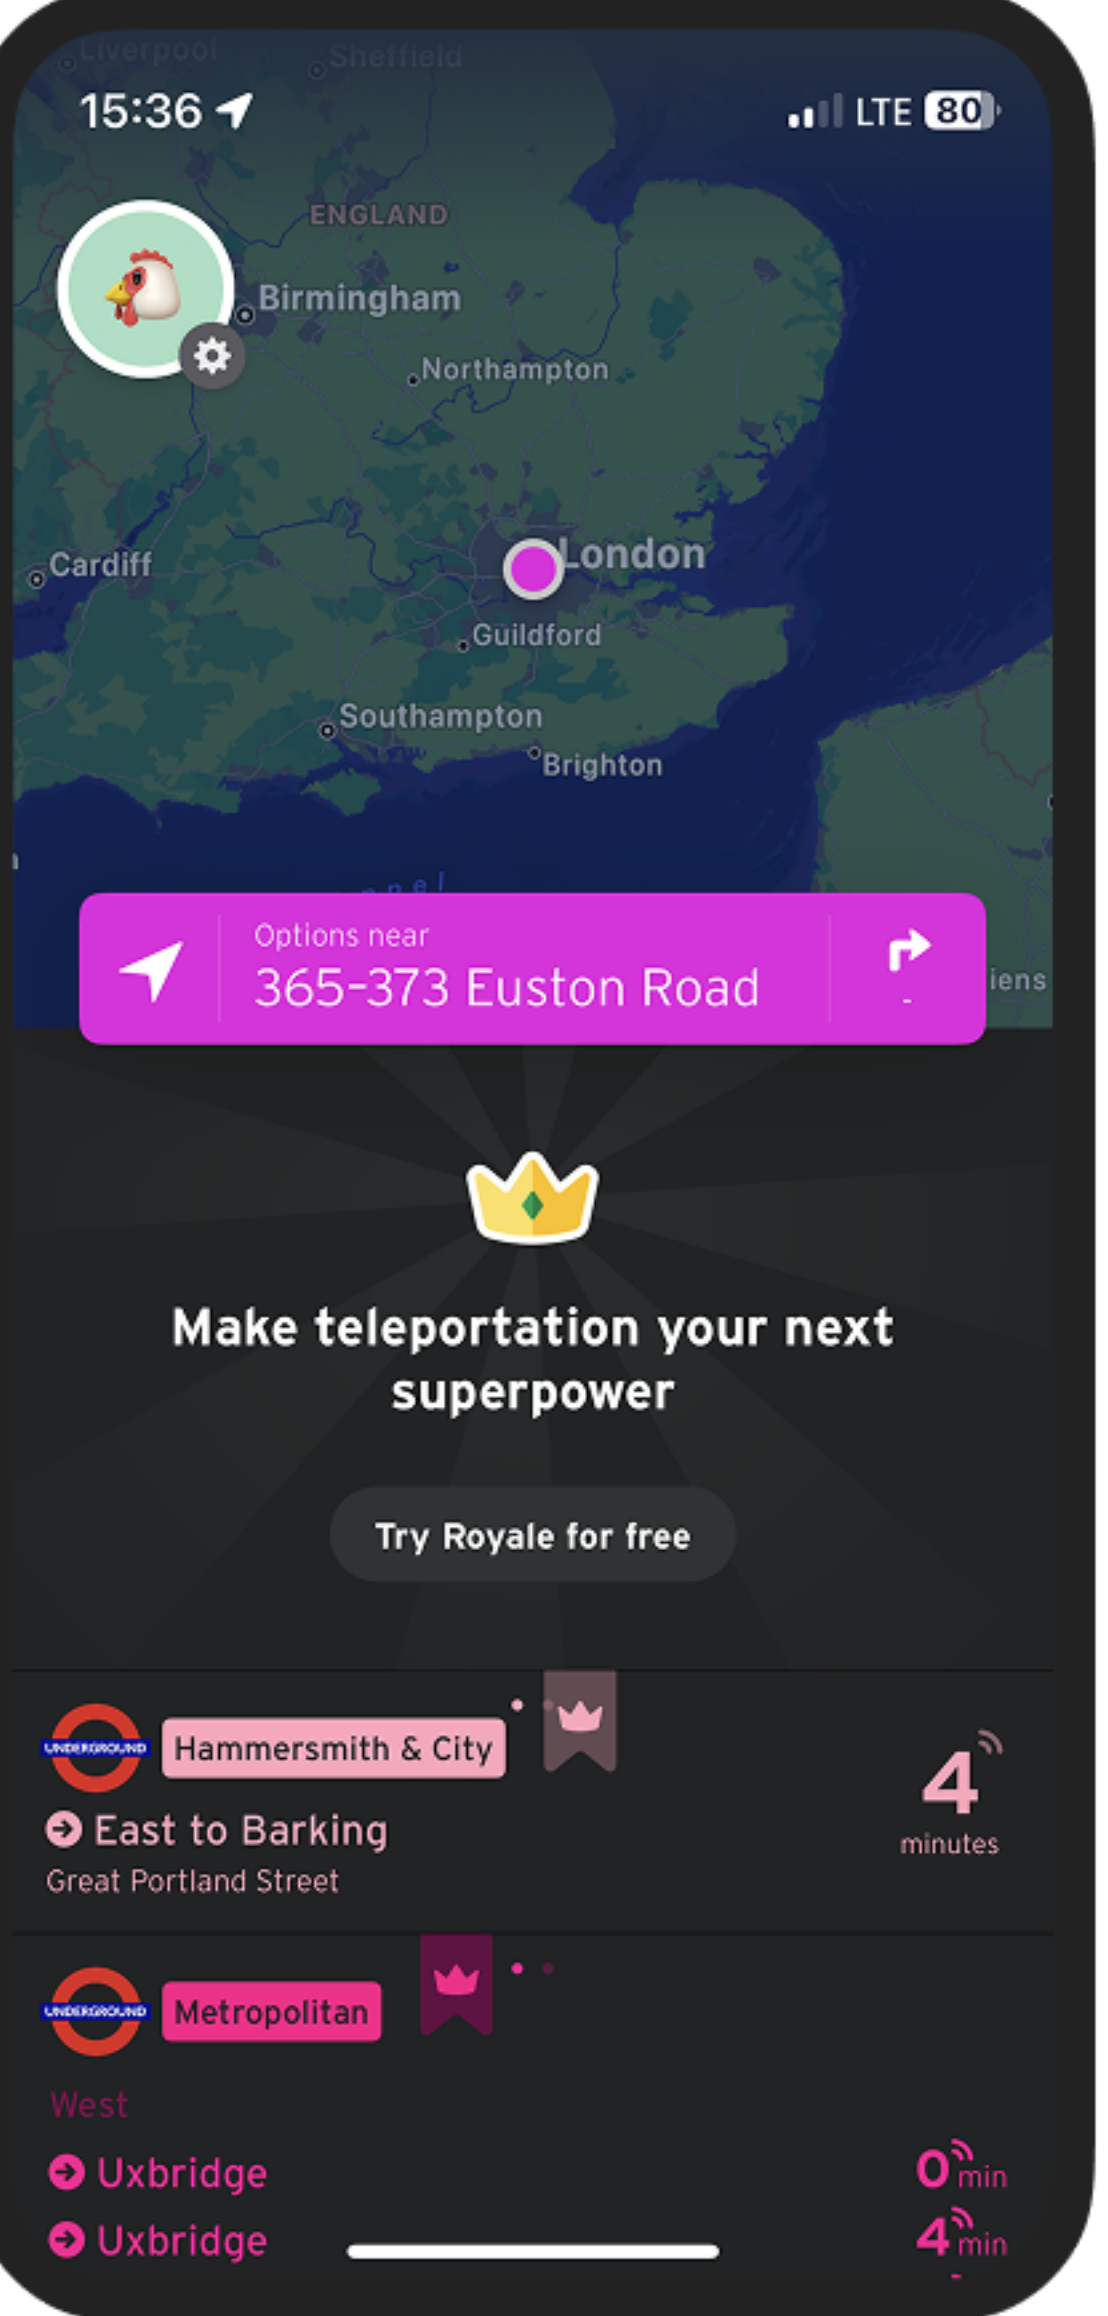 Liverpool
Sheffield
15:36
LTE 80
ENGLAND
Birmingham
Northampton
Cardiff
London
Guildford
Southampton
Brighton
Options near
365-373 Euston Road
-
Make teleportation your next
superpower
Try Royale for free
UNDERGROUND Hammersmith & City
East to Barking
Great Portland Street
4
minutes
UNDERGROUND Metropolitan
West
Uxbridge 0 min
Uxbridge 4 min